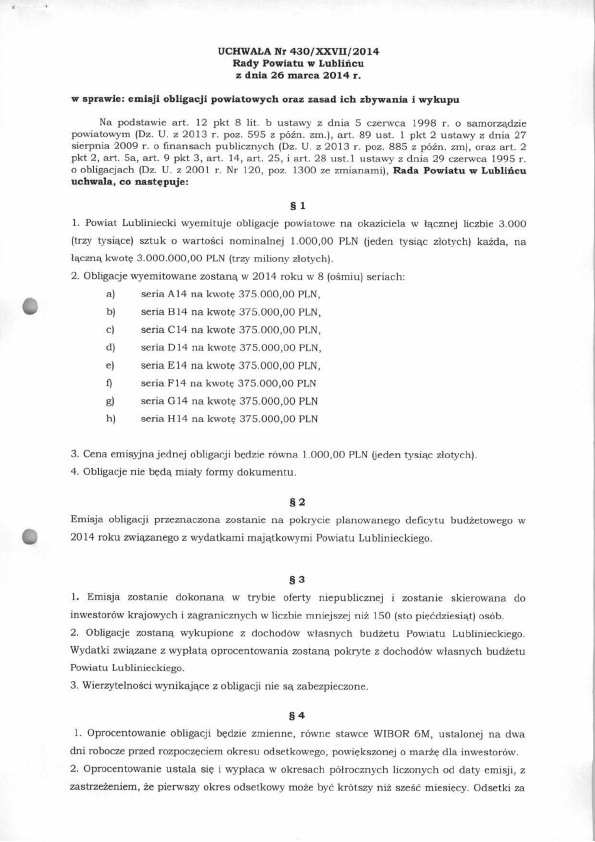 UCHWAŁA Nr 430/XXVII/2014
Rady Powiatu w Lublińcu
z dnia 26 marca 2014 r.
w sprawie: emisji obligacji powiatowych oraz zasad ich zbywania i wykupu
Na podstawie art. 12 pkt 8 lit. b ustawy z dnia 5 czerwca 1998 r. o samorządzie
powiatowym (Dz. U. z 2013 r. poz. 595 z późn. zm.), art. 89 ust. 1 pkt 2 ustawy z dnia 27
sierpnia 2009 r. o finansach publicznych (Dz. U. z 2013 r. poz. 885 z późn. zm), oraz art. 2
pkt 2, art. 5a, art. 9 pkt 3, art. 14, art. 25, i art. 28 ust.1 ustawy z dnia 29 czerwca 1995 r.
o obligacjach (Dz. U. z 2001 r. Nr 120, poz. 1300 ze zmianami), Rada Powiatu w Lublińcu
uchwala, co następuje:
§ 1
1. Powiat Lubliniecki wyemituje obligacje powiatowe na okaziciela w łącznej liczbie 3.000
(trzy tysiące) sztuk o wartości nominalnej 1.000,00 PLN (jeden tysiąc złotych) każda, na
łączną kwotę 3.000.000,00 PLN (trzy miliony złotych).
2. Obligacje wyemitowane zostaną w 2014 roku w 8 (ośmiu) seriach:
a) seria A14 na kwotę 375.000,00 PLN,
b) seria B14 na kwotę 375.000,00 PLN,
c) seria C14 na kwotę 375.000,00 PLN,
d) seria D14 na kwotę 375.000,00 PLN,
e) seria E14 na kwotę 375.000,00 PLN,
f) seria F14 na kwotę 375.000,00 PLN
g) seria G14 na kwotę 375.000,00 PLN
h) seria H14 na kwotę 375.000,00 PLN
3. Cena emisyjna jednej obligacji będzie równa 1.000,00 PLN (jeden tysiąc złotych).
4. Obligacje nie będą miały formy dokumentu.
§ 2
Emisja obligacji przeznaczona zostanie na pokrycie planowanego deficytu budżetowego w
2014 roku związanego z wydatkami majątkowymi Powiatu Lublinieckiego.
§ 3
1. Emisja zostanie dokonana w trybie oferty niepublicznej i zostanie skierowana do
inwestorów krajowych i zagranicznych w liczbie mniejszej niż 150 (sto pięćdziesiąt) osób.
2. Obligacje zostaną wykupione z dochodów własnych budżetu Powiatu Lublinieckiego.
Wydatki związane z wypłatą oprocentowania zostaną pokryte z dochodów własnych budżetu
Powiatu Lublinieckiego.
3. Wierzytelności wynikające z obligacji nie są zabezpieczone.
§ 4
1. Oprocentowanie obligacji będzie zmienne, równe stawce WIBOR 6M, ustalonej na dwa
dni robocze przed rozpoczęciem okresu odsetkowego, powiększonej o marżę dla inwestorów.
2. Oprocentowanie ustala się i wypłaca w okresach półrocznych liczonych od daty emisji, z
zastrzeżeniem, że pierwszy okres odsetkowy może być krótszy niż sześć miesięcy. Odsetki za